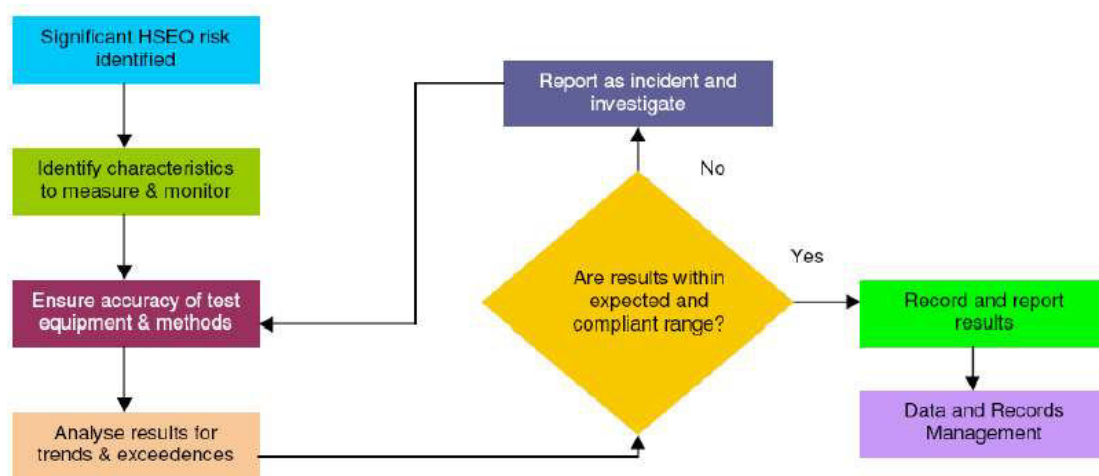 Significant HSEQ risk
identified
Report as incident and
investigate
Identify characteristics
to measure & monitor
No
Yes
Are results within
expected and
compliant range?
Ensure accuracy of test
equipment & methods
Record and report
results
Analyse results for
trends & exceedences
Data and Records
Management